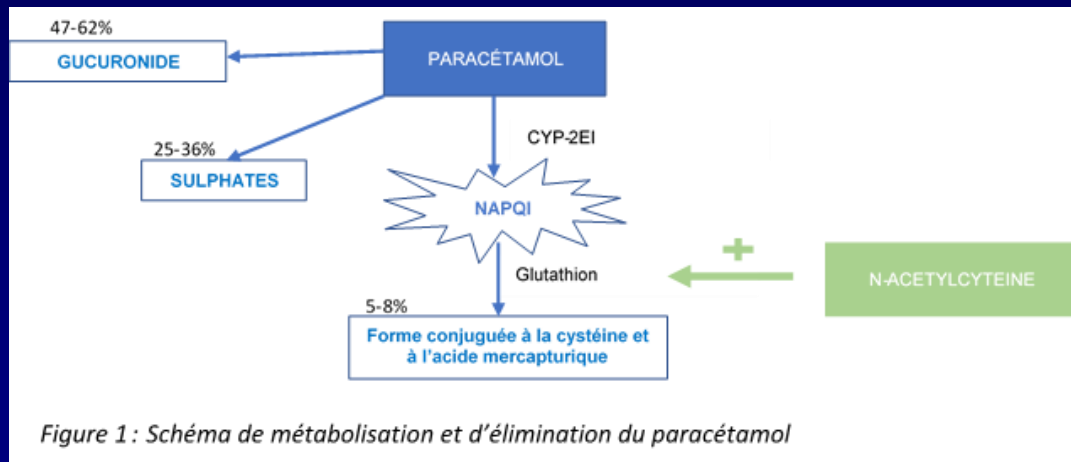 47-62%
GUCURONIDE
PARACÉTAMOL
CYP-2EI
25-36%
SULPHATES
NAPQI
Glutathion
N-ACETYLCYTEINE
5-8%
Forme conjuguée à la cystéine et
à l'acide mercapturique
Figure 1 : Schéma de métabolisation et d'élimination du paracétamol